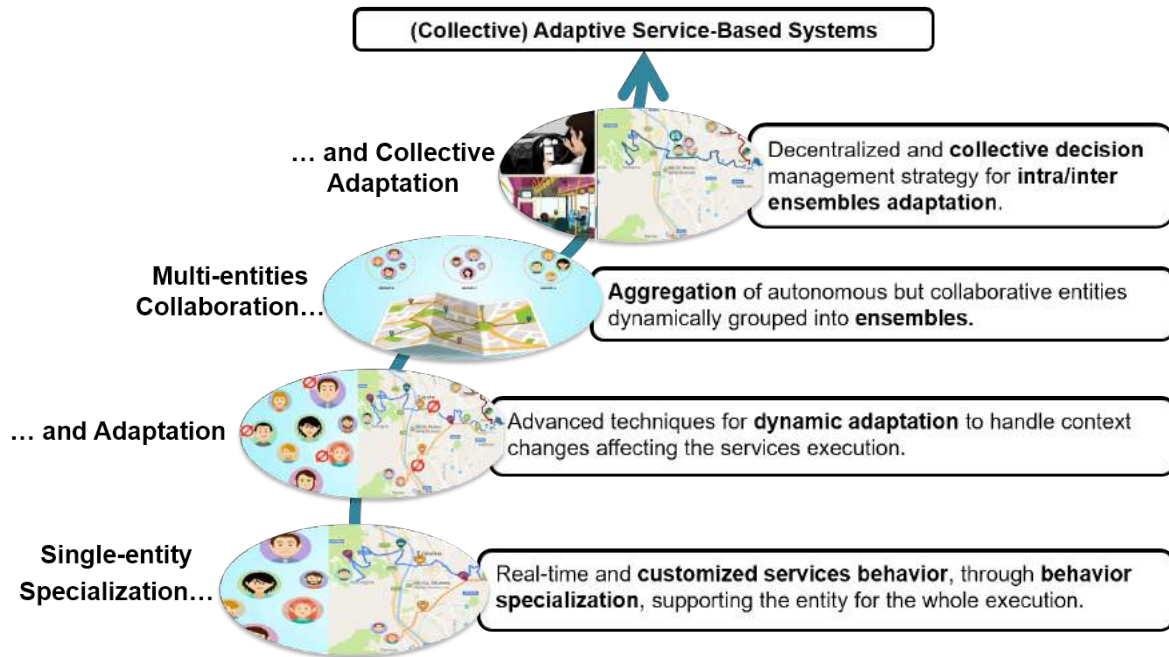 (Collective) Adaptive Service-Based Systems
… and Collective
Adaptation
Decentralized and collective decision
management strategy for intra/inter
ensembles adaptation.
Multi-entities
Collaboration…
Aggregation of autonomous but collaborative entities
dynamically grouped into ensembles.
… and Adaptation
Advanced techniques for dynamic adaptation to handle context
changes affecting the services execution.
Single-entity
Specialization…
Real-time and customized services behavior, through behavior
specialization, supporting the entity for the whole execution.